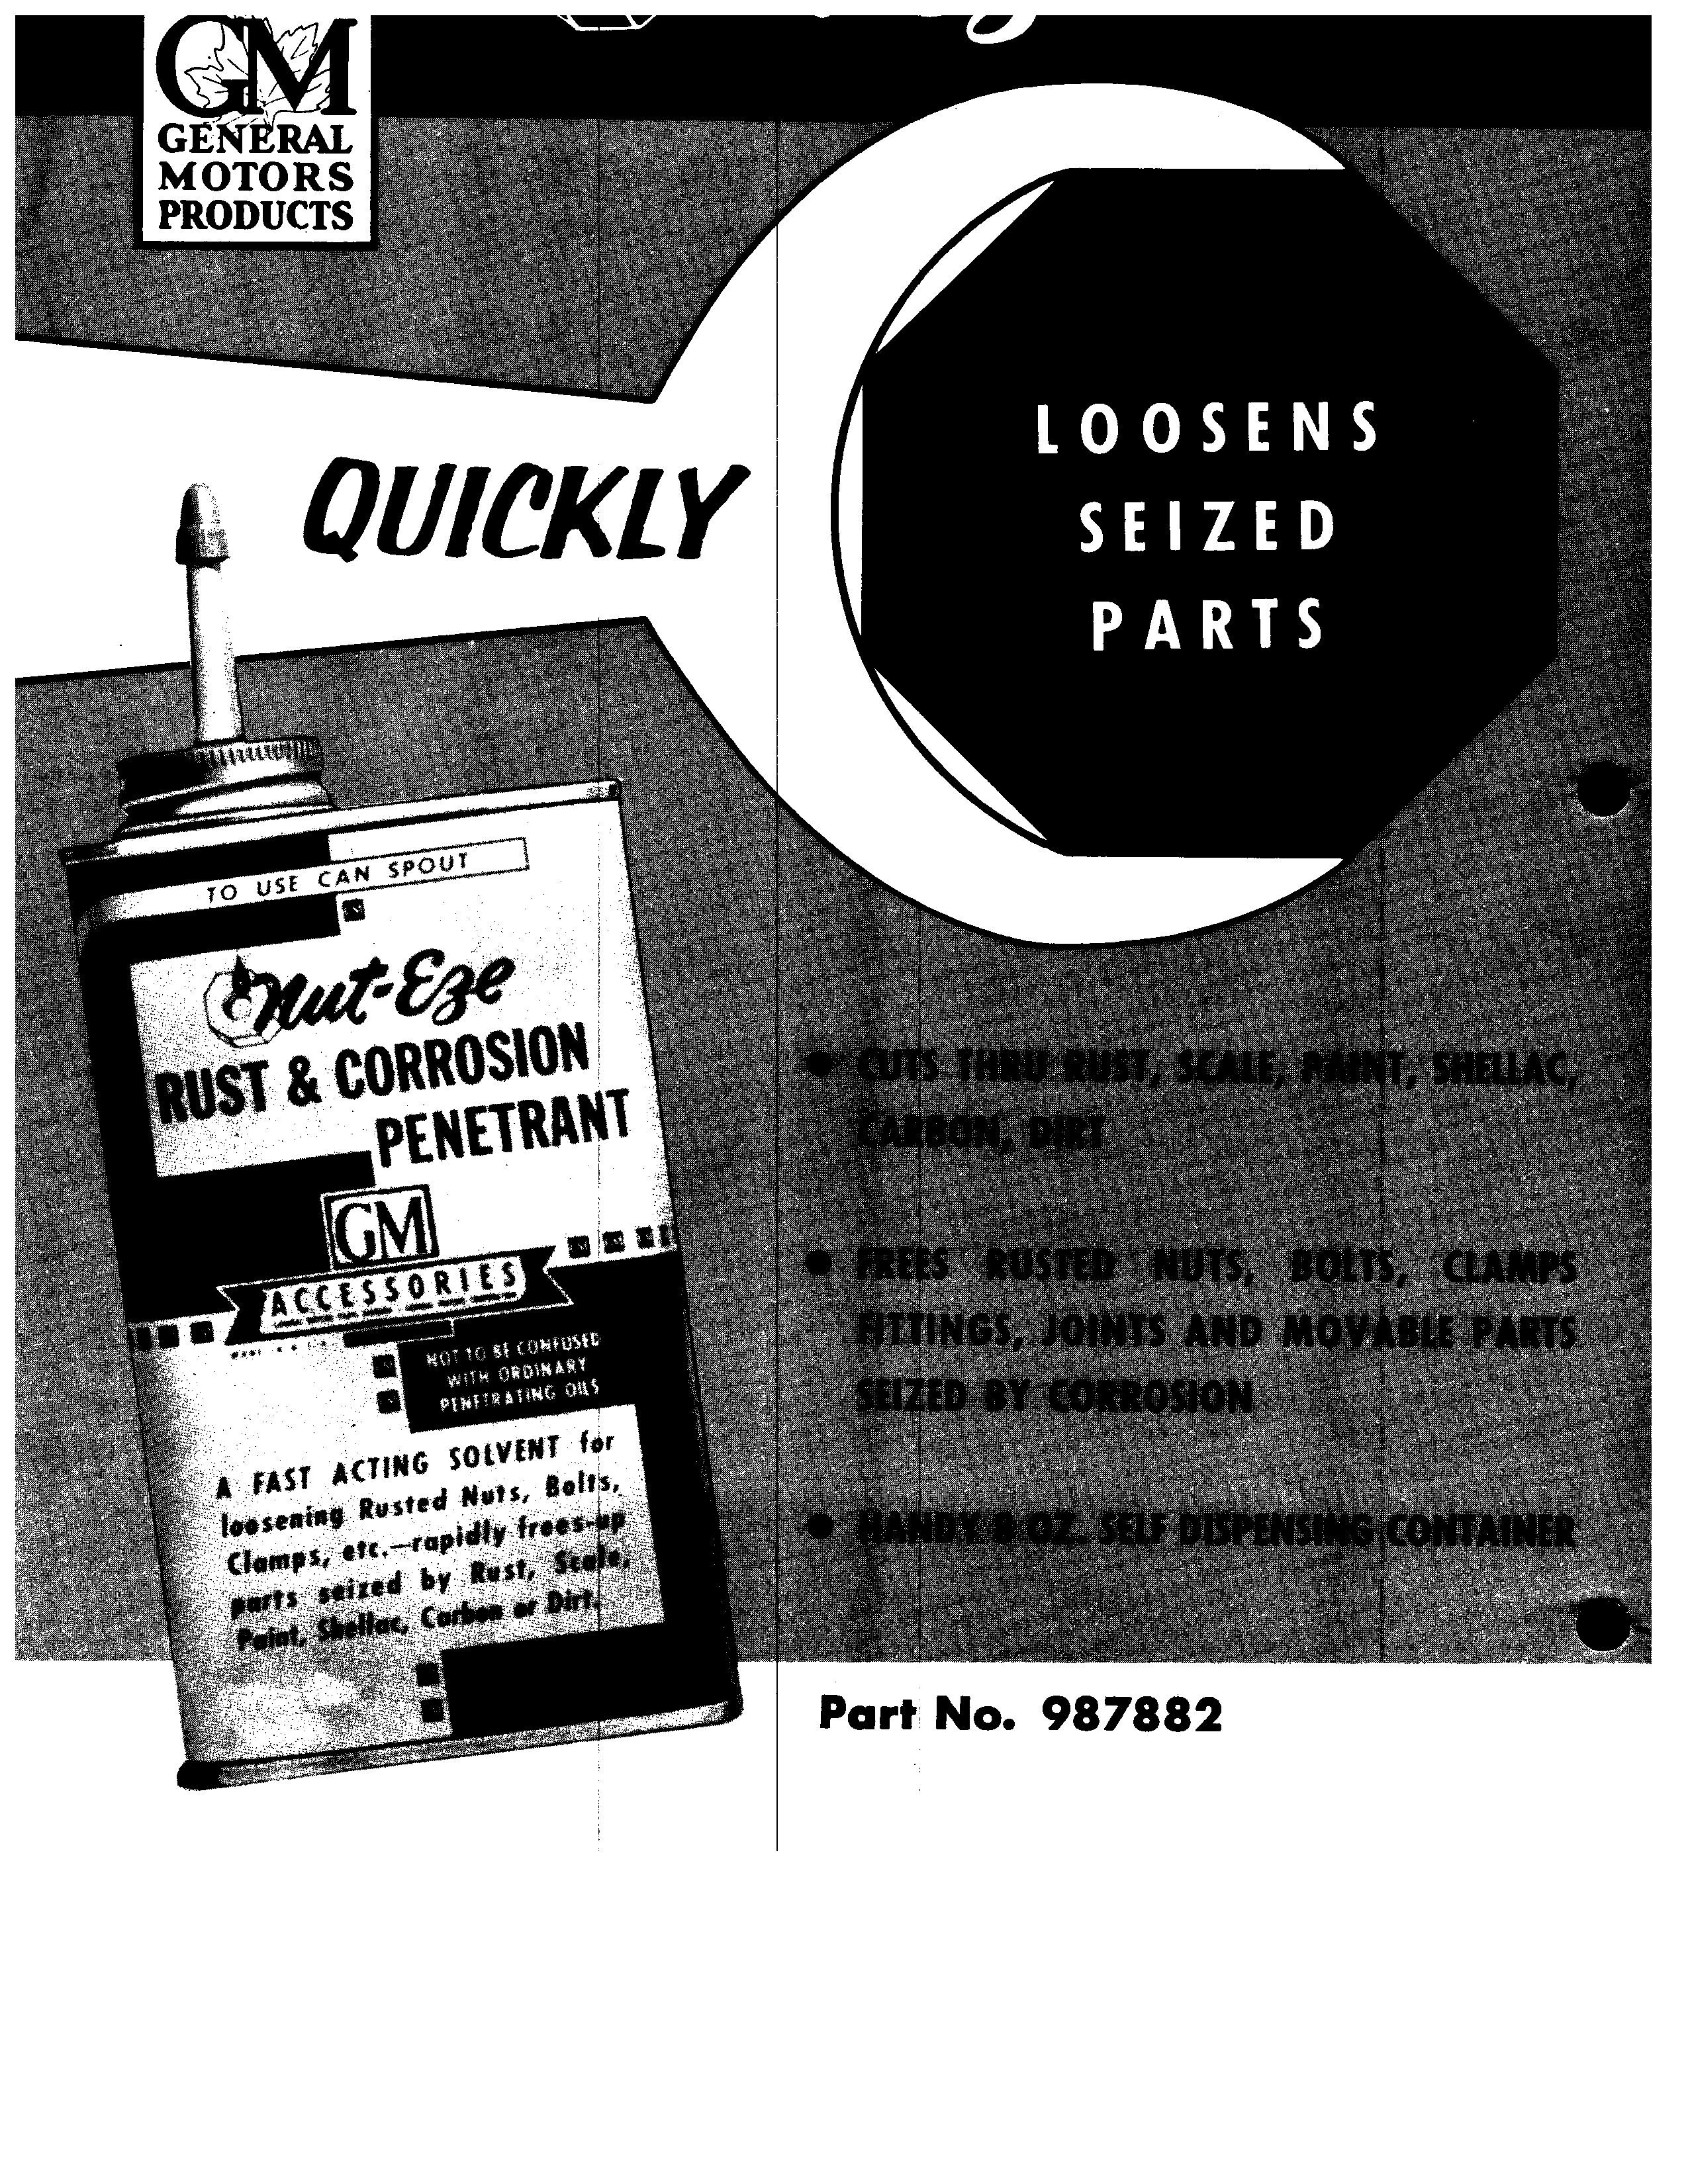 GM
GENERAL
MOTORS
PRODUCTS
QUICKLY
LOOSENS
SEIZED
PARTS
TO USE CAN SPOUT
Nut-Eze
RUST & CORROSION
PENETRANT
GM
ACCESSORIES
NOT TO BE CONFUSED
WITH ORDINARY
PENETRATING OILS
A FAST ACTING SOLVENT for
loosening Rusted Nuts, Bolts,
Clamps, etc.—rapidly frees-up
parts seized by Rust, Scale,
Paint, Shellac, Carbon or Dirt.
● CUTS THRU RUST, SCALE, PAINT, SHELLAC,
CARBON, DIRT
● FREES RUSTED NUTS, BOLTS, CLAMPS
FITTINGS, JOINTS AND MOVABLE PARTS
SEIZED BY CORROSION
● HANDY 8 OZ. SELF DISPENSING CONTAINER
Part No. 987882